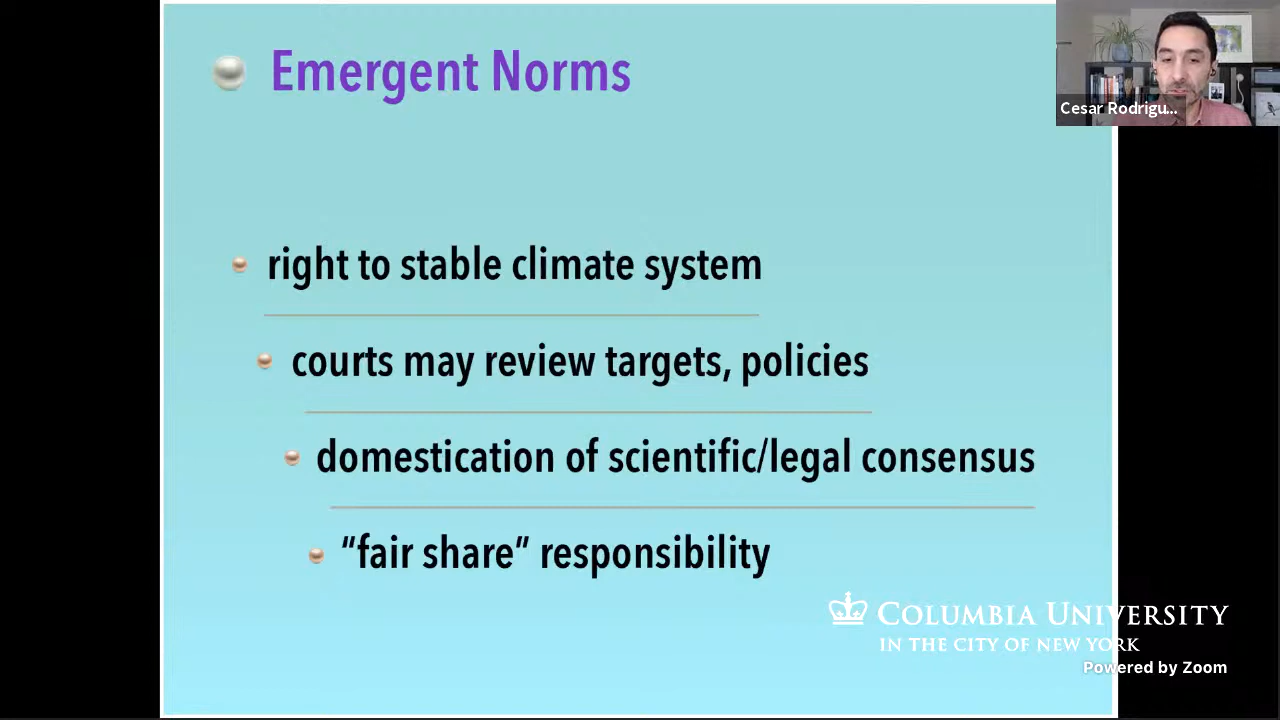 Emergent Norms
Cesar Rodrigu...
right to stable climate system
courts may review targets, policies
domestication of scientific/legal consensus
“fair share” responsibility
COLUMBIA UNIVERSITY
IN THE CITY OF NEW YORK
Powered by Zoom